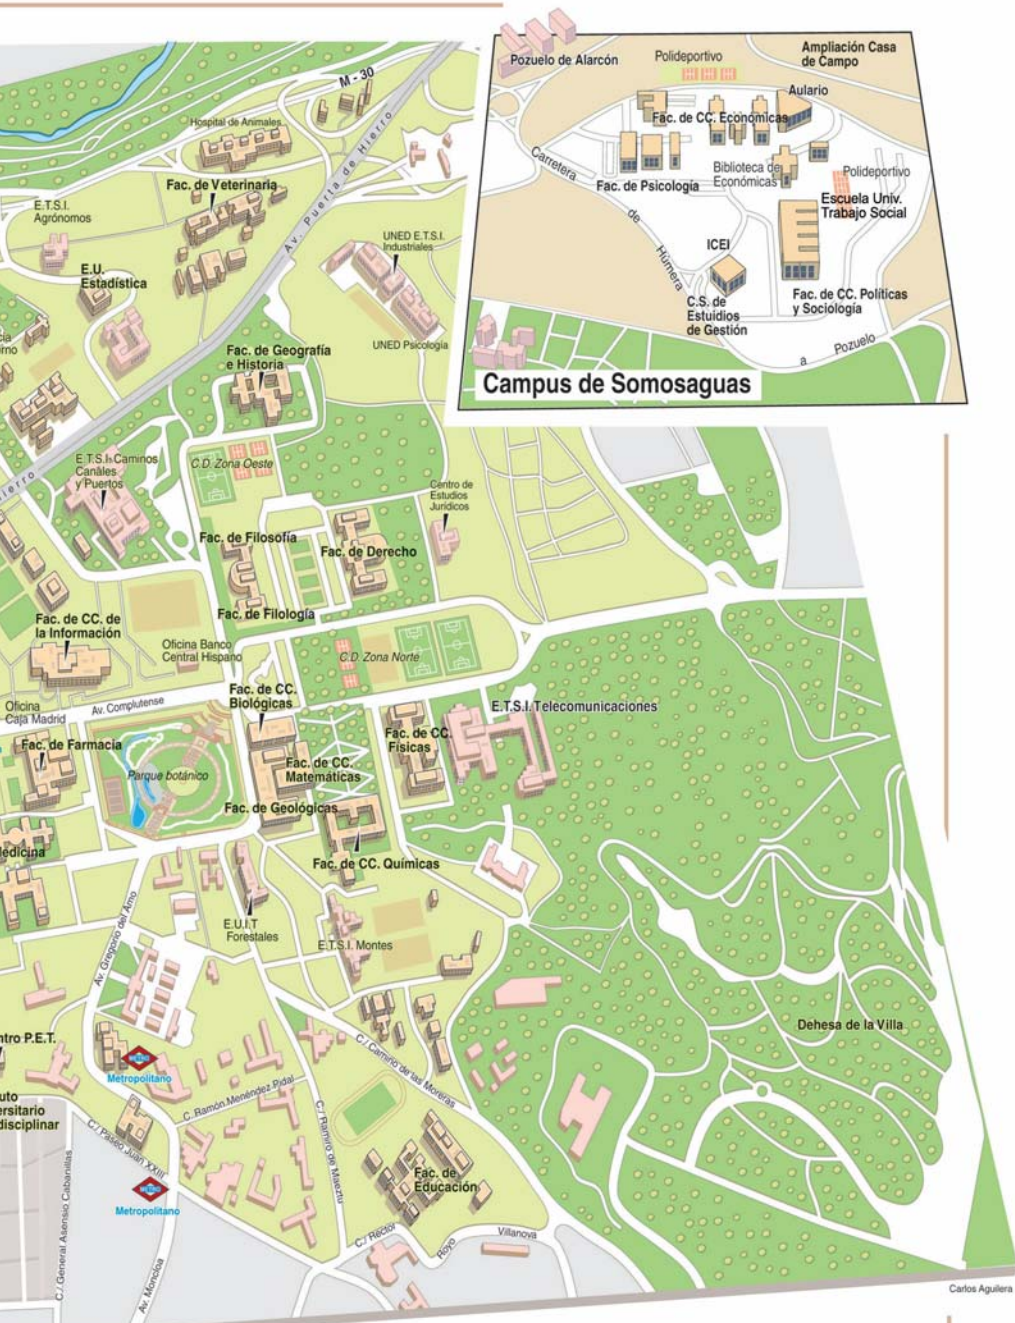 Pozuelo de Alarcón
Polideportivo
Ampliación Casa
de Campo
Aulario
Fac. de CC. Económicas
Carretera
de
Húmera
a
Pozuelo
Fac. de Psicología
Biblioteca de
Económicas
Polideportivo
Escuela Univ.
Trabajo Social
ICEI
C.S. de
Estuidios
de Gestión
Fac. de CC. Políticas
y Sociología
Campus de Somosaguas
M - 30
Hospital de Animales
Av. Puerta de Hierro
Fac. de Veterinaria
E.T.S.I.
Agrónomos
UNED E.T.S.I.
Industriales
E.U.
Estadística
UNED Psicología
Fac. de Geografía
e Historia
E.T.S.I. Caminos
Canales
y Puertos
C.D. Zona Oeste
Centro de
Estudios
Jurídicos
Fac. de Filosofía
Fac. de Derecho
Fac. de Filología
Fac. de CC. de
la Información
Oficina Banco
Central Hispano
C.D. Zona Norte
Oficina
Caja Madrid
Av. Complutense
Fac. de CC.
Biológicas
E.T.S.I. Telecomunicaciones
Fac. de Farmacia
Fac. de CC.
Físicas
Parque botánico
Fac. de CC.
Matemáticas
Fac. de Geológicas
edicina
Fac. de CC. Químicas
Av. Gregorio del Amo
E.U.I.T
Forestales
E.T.S.I. Montes
Dehesa de la Villa
ntro P.E.T.
METRO
Metropolitano
C./ Camino de las Moreras
C. Ramón Menéndez Pidal
uto
ersitario
disciplinar
C./ Paseo Juan XXIII
C./ Ramiro de Maeztu
C./ General Asensio Cabanillas
METRO
Metropolitano
Fac. de
Educación
C./ Rector
Royo
Villanova
Av. Moncloa
Carlos Aguilera